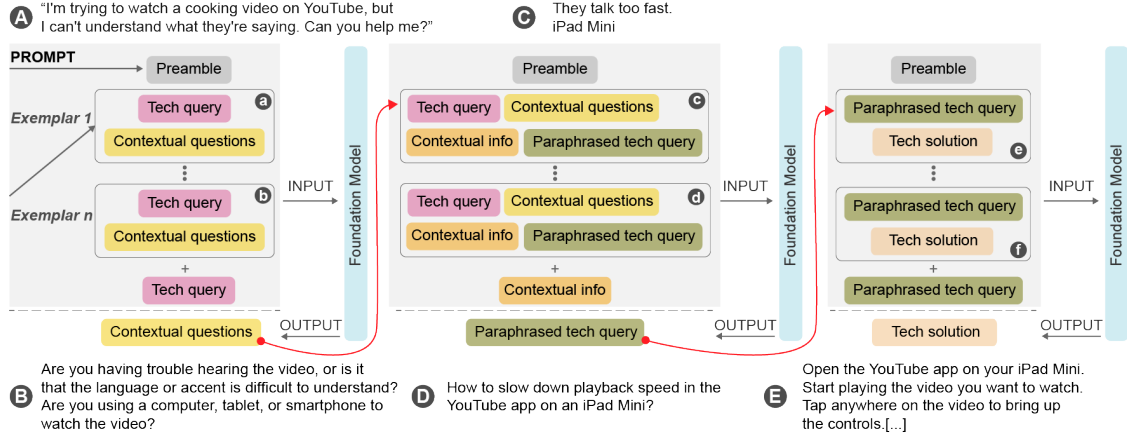 A
“I'm trying to watch a cooking video on YouTube, but
I can't understand what they're saying. Can you help me?”
C
They talk too fast.
iPad Mini
PROMPT
Preamble
Exemplar 1
a
Tech query
Contextual questions
Exemplar n
b
Tech query
Contextual questions
+
Tech query
INPUT
Foundation Model
OUTPUT
Contextual questions
Preamble
c
Tech query
Contextual questions
Contextual info
Paraphrased tech query
d
Tech query
Contextual questions
Contextual info
Paraphrased tech query
+
Contextual info
INPUT
Foundation Model
OUTPUT
Paraphrased tech query
Preamble
Paraphrased tech query
Tech solution
e
Paraphrased tech query
Tech solution
f
+
Paraphrased tech query
INPUT
Foundation Model
OUTPUT
Tech solution
B
Are you having trouble hearing the video, or is it
that the language or accent is difficult to understand?
Are you using a computer, tablet, or smartphone to
watch the video?
D
How to slow down playback speed in the
YouTube app on an iPad Mini?
E
Open the YouTube app on your iPad Mini.
Start playing the video you want to watch.
Tap anywhere on the video to bring up
the controls.[...]